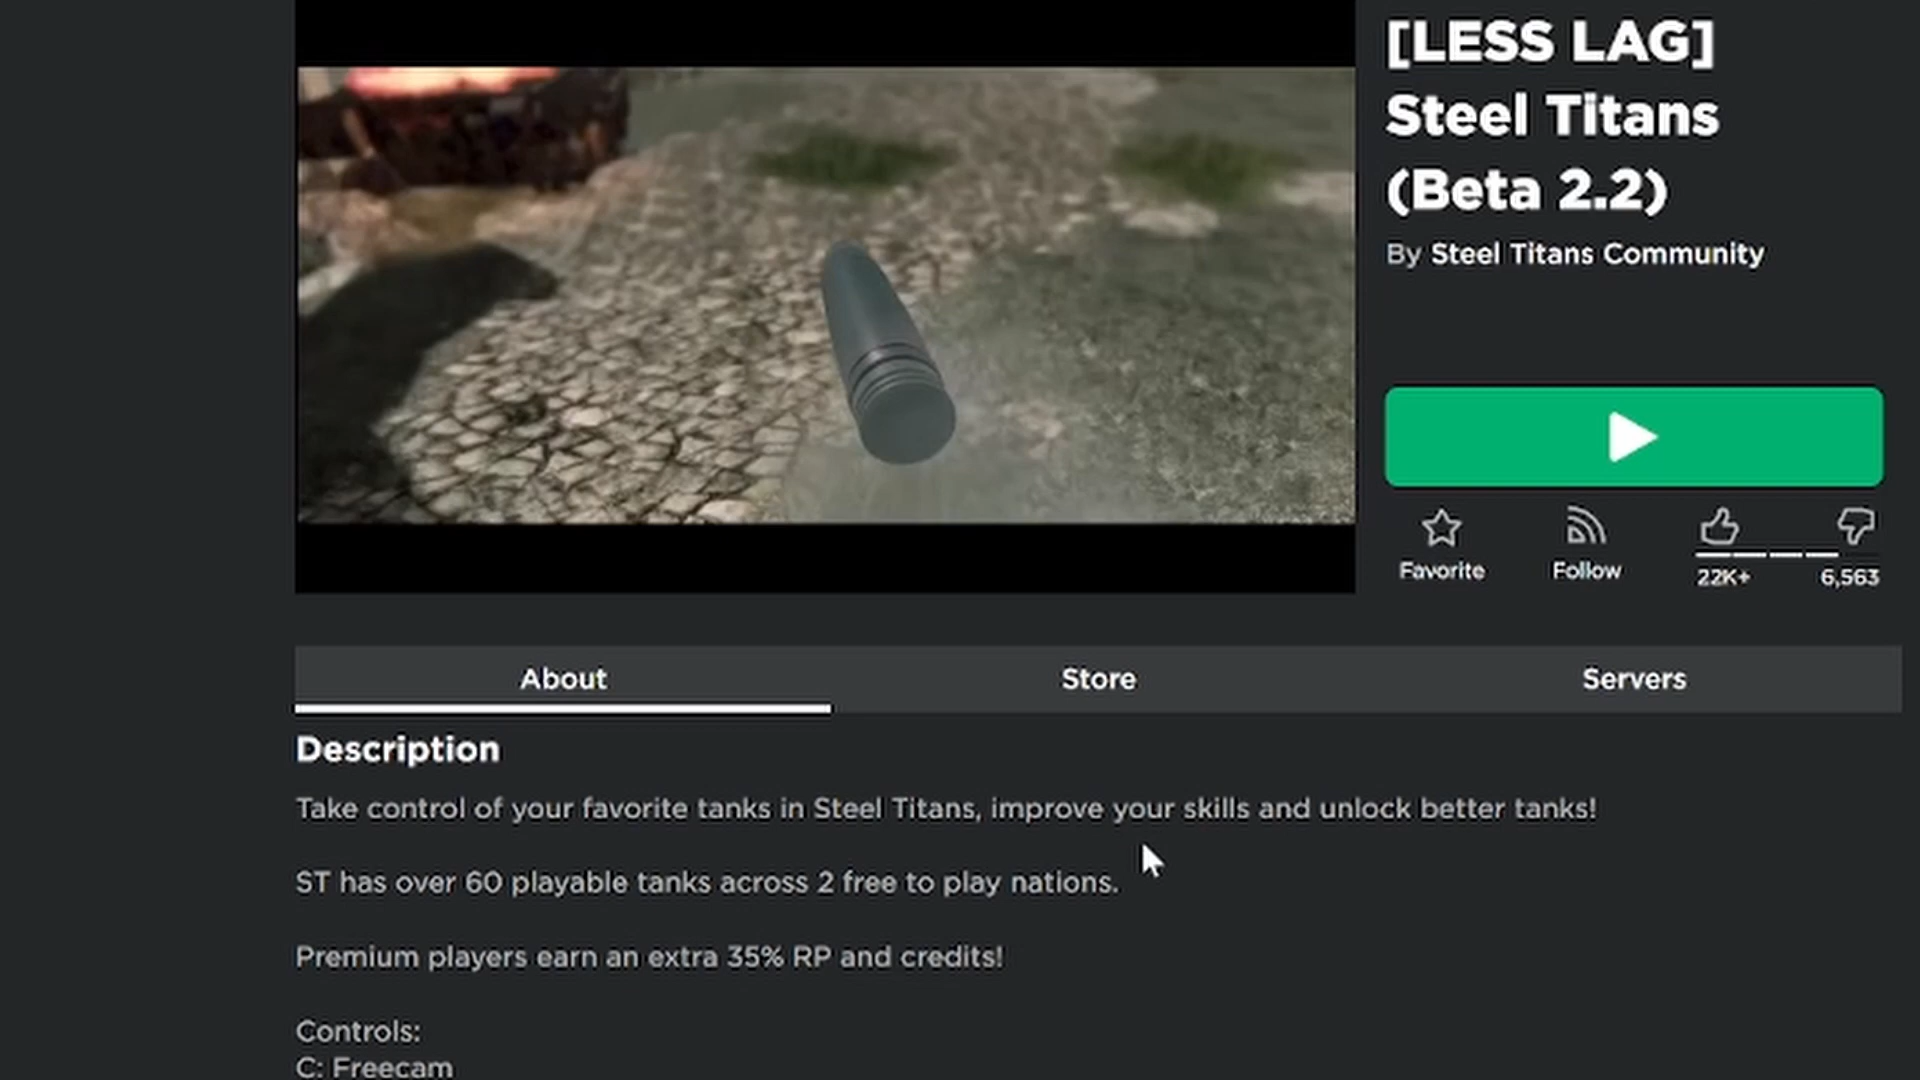 [LESS LAG]
Steel Titans
(Beta 2.2)
By Steel Titans Community
Favorite
Follow
22K+
6,563
About
Store
Servers
Description
Take control of your favorite tanks in Steel Titans, improve your skills and unlock better tanks!
ST has over 60 playable tanks across 2 free to play nations.
Premium players earn an extra 35% RP and credits!
Controls:
C: Freecam